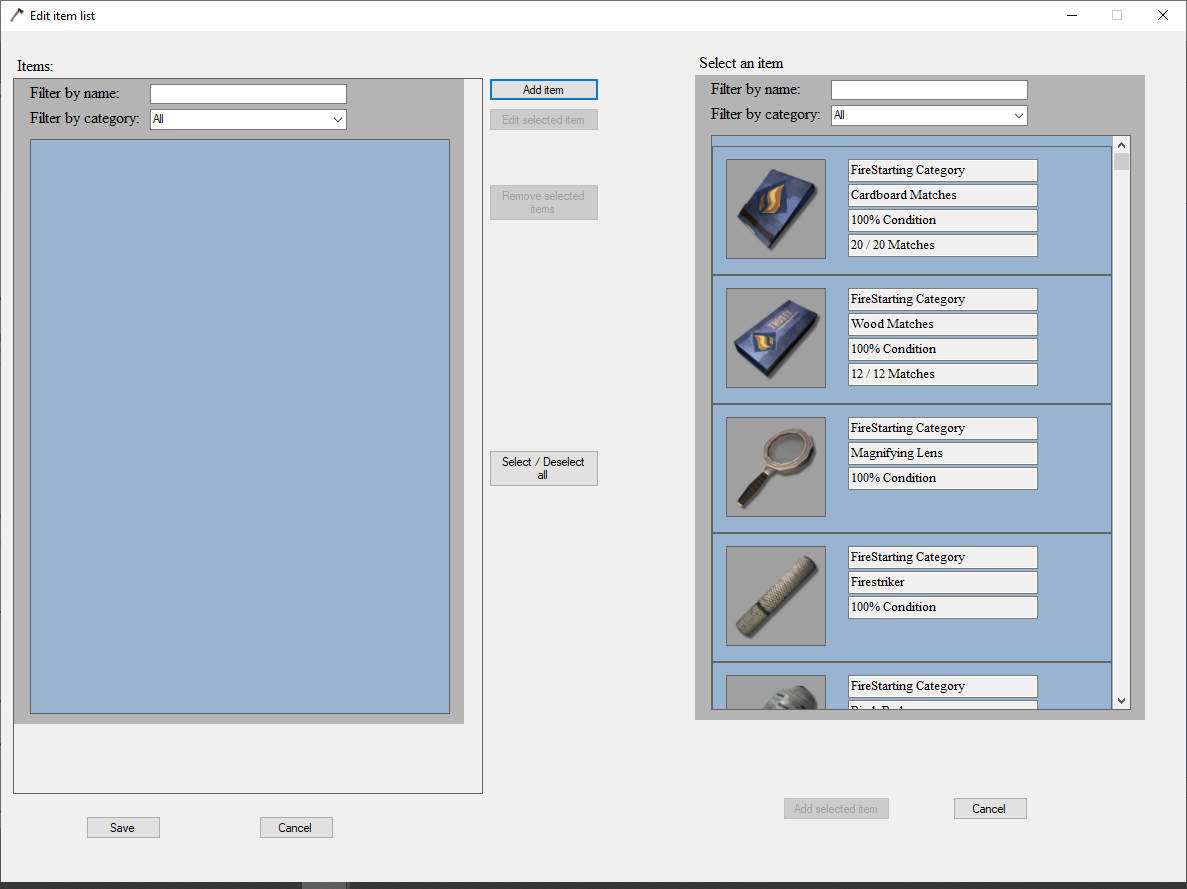 Edit item list
Items:
Filter by name:
Filter by category:
All
Add item
Edit selected item
Remove selected
items
Select / Deselect
all
Save
Cancel
Select an item
Filter by name:
Filter by category:
All
FireStarting Category
Cardboard Matches
100% Condition
20 / 20 Matches
TRUSTY
FireStarting Category
Wood Matches
100% Condition
12 / 12 Matches
FireStarting Category
Magnifying Lens
100% Condition
FireStarting Category
Firestriker
100% Condition
FireStarting Category
Add selected item
Cancel